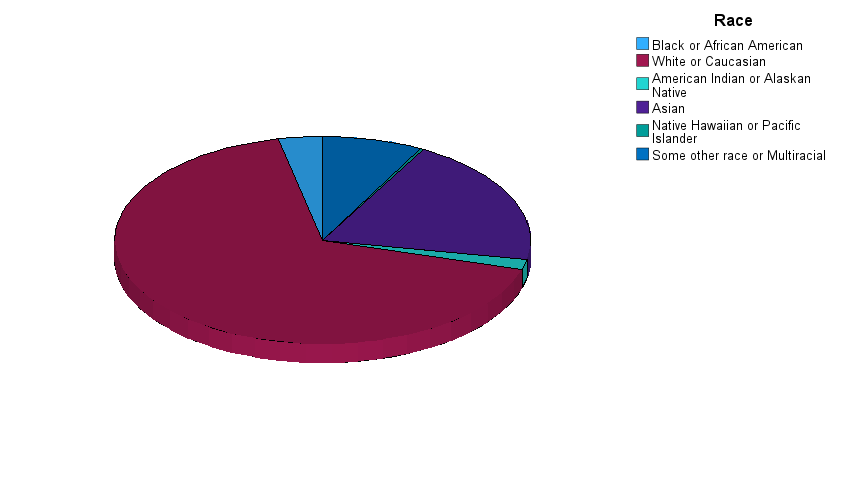 Race
Black or African American
White or Caucasian
American Indian or Alaskan
Native
Asian
Native Hawaiian or Pacific
Islander
Some other race or Multiracial